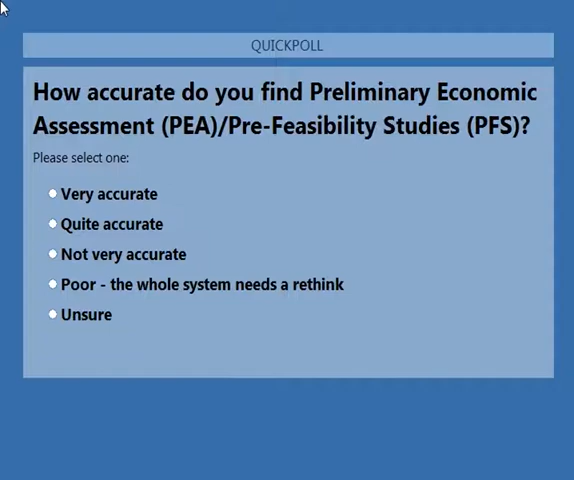 QUICKPOLL
How accurate do you find Preliminary Economic
Assessment (PEA)/Pre-Feasibility Studies (PFS)?
Please select one:
Very accurate
Quite accurate
Not very accurate
Poor - the whole system needs a rethink
Unsure